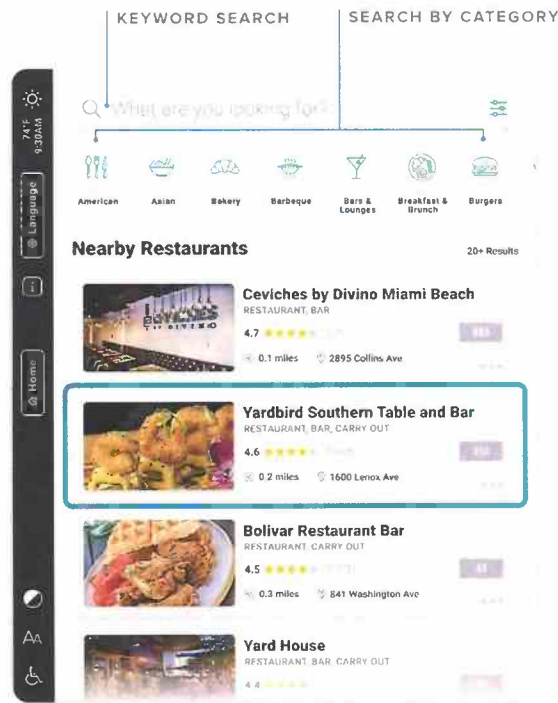 KEYWORD SEARCH
SEARCH BY CATEGORY
74°F
9:30AM
Language
Home
AA
What are you looking for?
American
Asian
Bakery
Barbeque
Bars & Lounges
Breakfast & Brunch
Burgers
Nearby Restaurants
20+ Results
Ceviches by Divino Miami Beach
RESTAURANT, BAR
4.7
0.1 miles
2895 Collins Ave
Yardbird Southern Table and Bar
RESTAURANT, BAR, CARRY OUT
4.6
0.2 miles
1600 Lenox Ave
Bolivar Restaurant Bar
RESTAURANT, CARRY OUT
4.5
0.3 miles
841 Washington Ave
Yard House
RESTAURANT, BAR, CARRY OUT
4.4